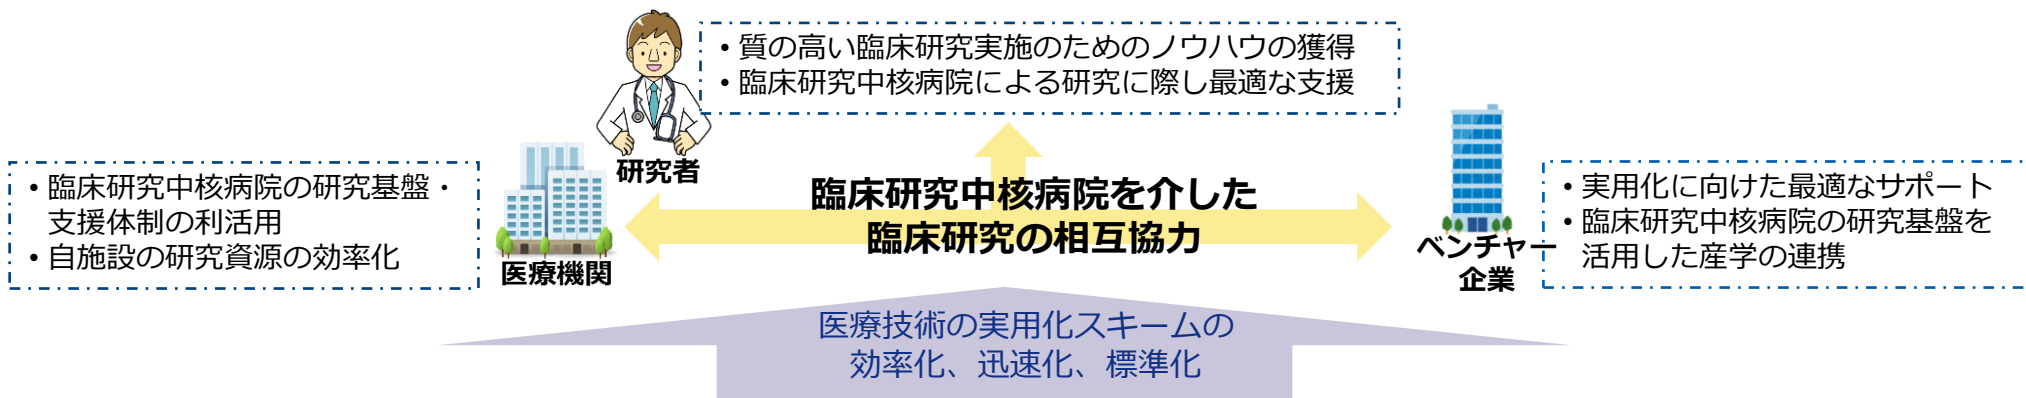 ・質の高い臨床研究実施のためのノウハウの獲得
・臨床研究中核病院による研究に際し最適な支援
研究者
・臨床研究中核病院の研究基盤・
支援体制の利活用
・自施設の研究資源の効率化
医療機関
臨床研究中核病院を介した
臨床研究の相互協力
ベンチャー
企業
・実用化に向けた最適なサポート
・臨床研究中核病院の研究基盤を
活用した産学の連携
医療技術の実用化スキームの
効率化、迅速化、標準化